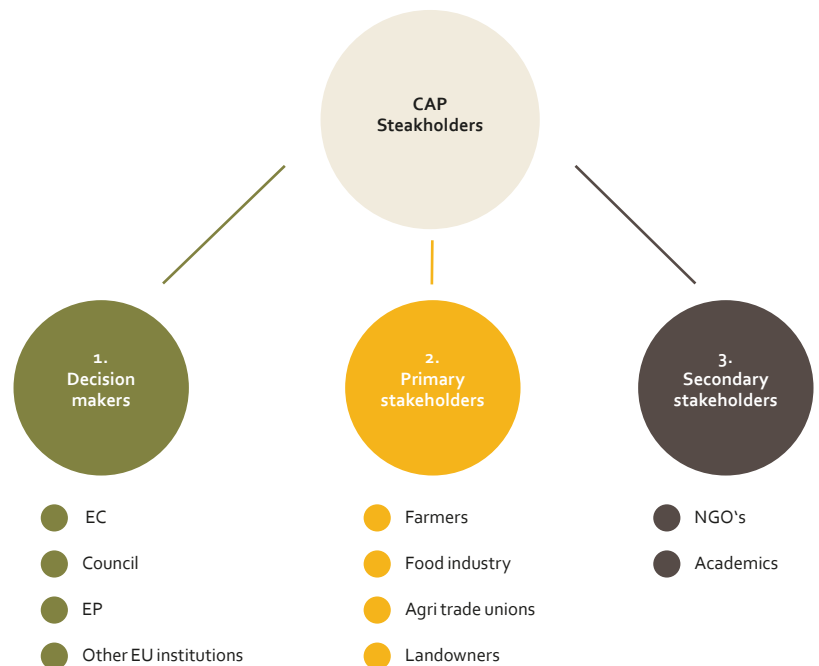 CAP
Steakholders
1.
Decision
makers
2.
Primary
stakeholders
3.
Secondary
stakeholders
EC
Council
EP
Other EU institutions
Farmers
Food industry
Agri trade unions
Landowners
NGO‘s
Academics